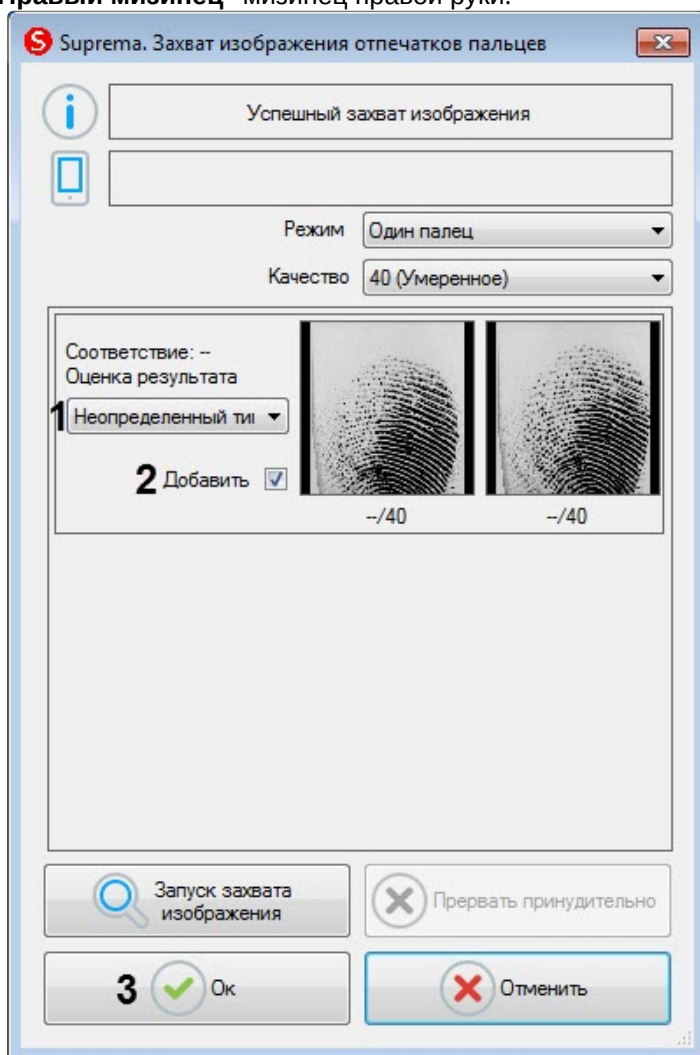 Правый мизинец - мизинец правой руки.
Suprema. Захват изображения отпечатков пальцев
Успешный захват изображения
Режим Один палец
Качество 40 (Умеренное)
Соответствие: --
Оценка результата
1 Неопределенный ти
2 Добавить
--/40 --/40
Запуск захвата
изображения
Прервать принудительно
3 Ок
Отменить